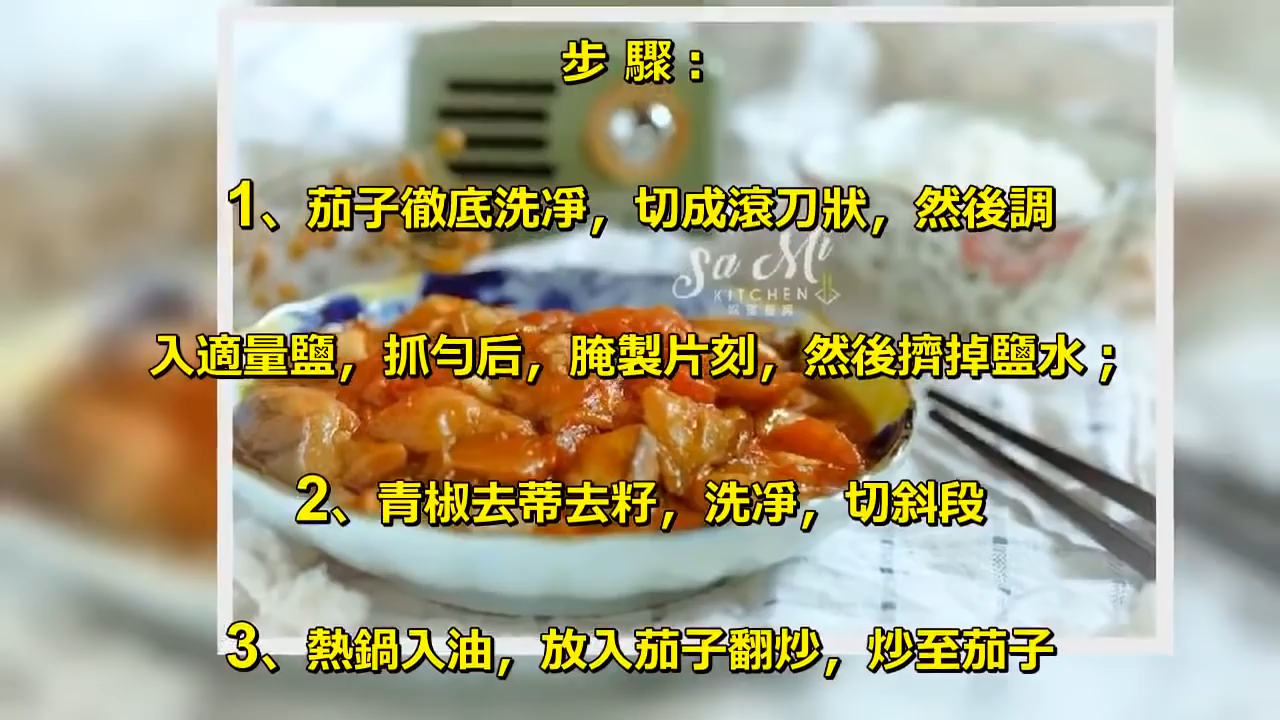 步 驟：
1、茄子徹底洗凈，切成滾刀狀，然後調
Sa Mi
KITCHEN
入適量鹽，抓勻后，腌製片刻，然後擠掉鹽水；
2、青椒去蒂去籽，洗凈，切斜段
3、熱鍋入油，放入茄子翻炒，炒至茄子